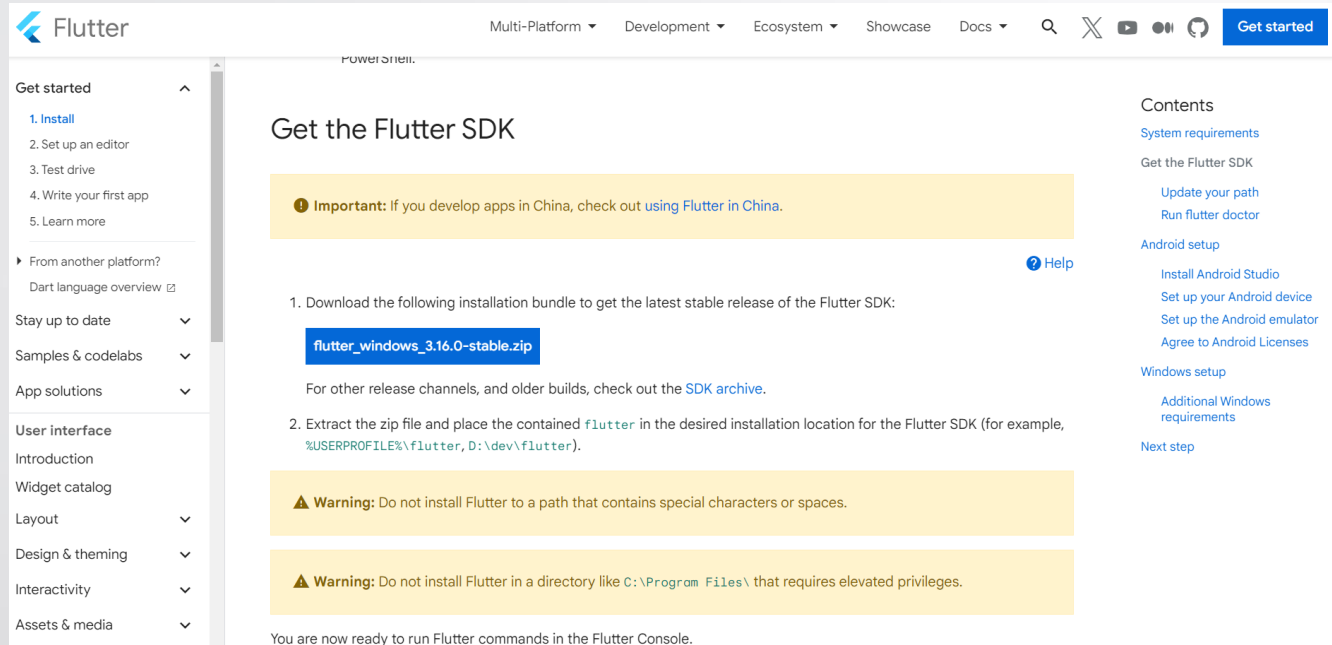 Flutter
Multi-Platform
Development
Ecosystem
Showcase
Docs
Get started
Get started
1. Install
2. Set up an editor
3. Test drive
4. Write your first app
5. Learn more
From another platform?
Dart language overview
Stay up to date
Samples & codelabs
App solutions
User interface
Introduction
Widget catalog
Layout
Design & theming
Interactivity
Assets & media
PowerShell.
Get the Flutter SDK
Important: If you develop apps in China, check out using Flutter in China.
Help
1. Download the following installation bundle to get the latest stable release of the Flutter SDK:
flutter_windows_3.16.0-stable.zip
For other release channels, and older builds, check out the SDK archive.
2. Extract the zip file and place the contained flutter in the desired installation location for the Flutter SDK (for example,
%USERPROFILE%\flutter, D:\dev\flutter).
Warning: Do not install Flutter to a path that contains special characters or spaces.
Warning: Do not install Flutter in a directory like C:\Program Files\ that requires elevated privileges.
You are now ready to run Flutter commands in the Flutter Console.
Contents
System requirements
Get the Flutter SDK
Update your path
Run flutter doctor
Android setup
Install Android Studio
Set up your Android device
Set up the Android emulator
Agree to Android Licenses
Windows setup
Additional Windows
requirements
Next step